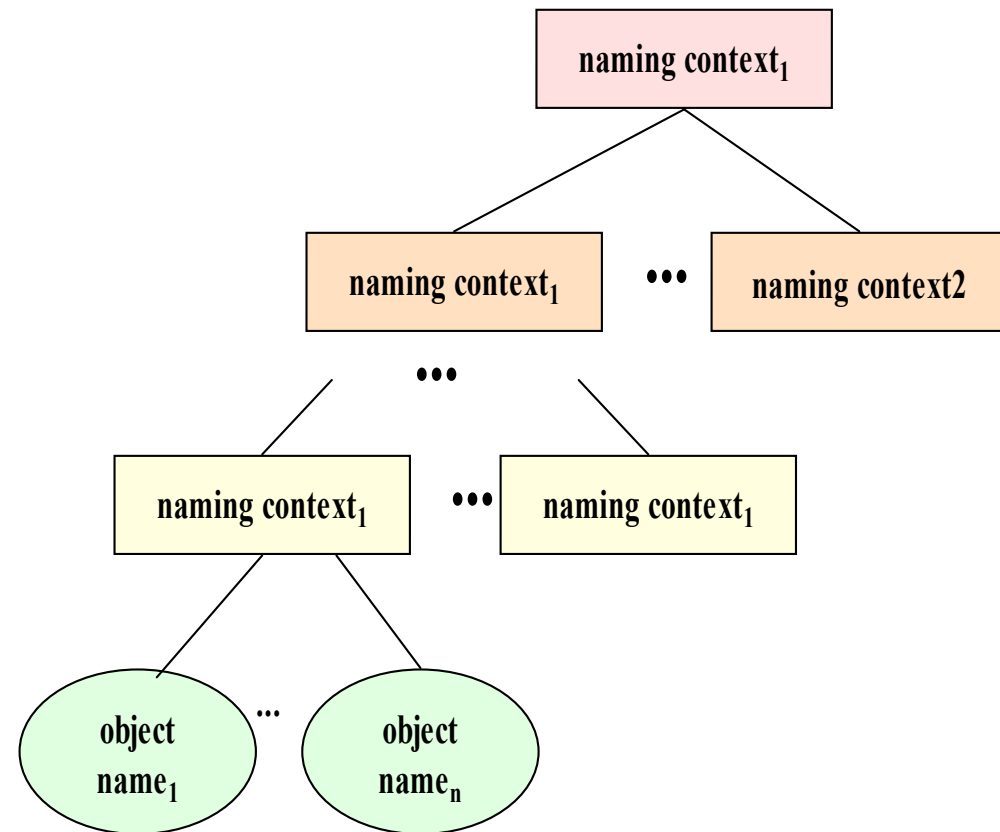 naming context₁
naming context₁ ••• naming context2
•••
naming context₁ ••• naming context₁
object
name₁
...
object
nameₙ